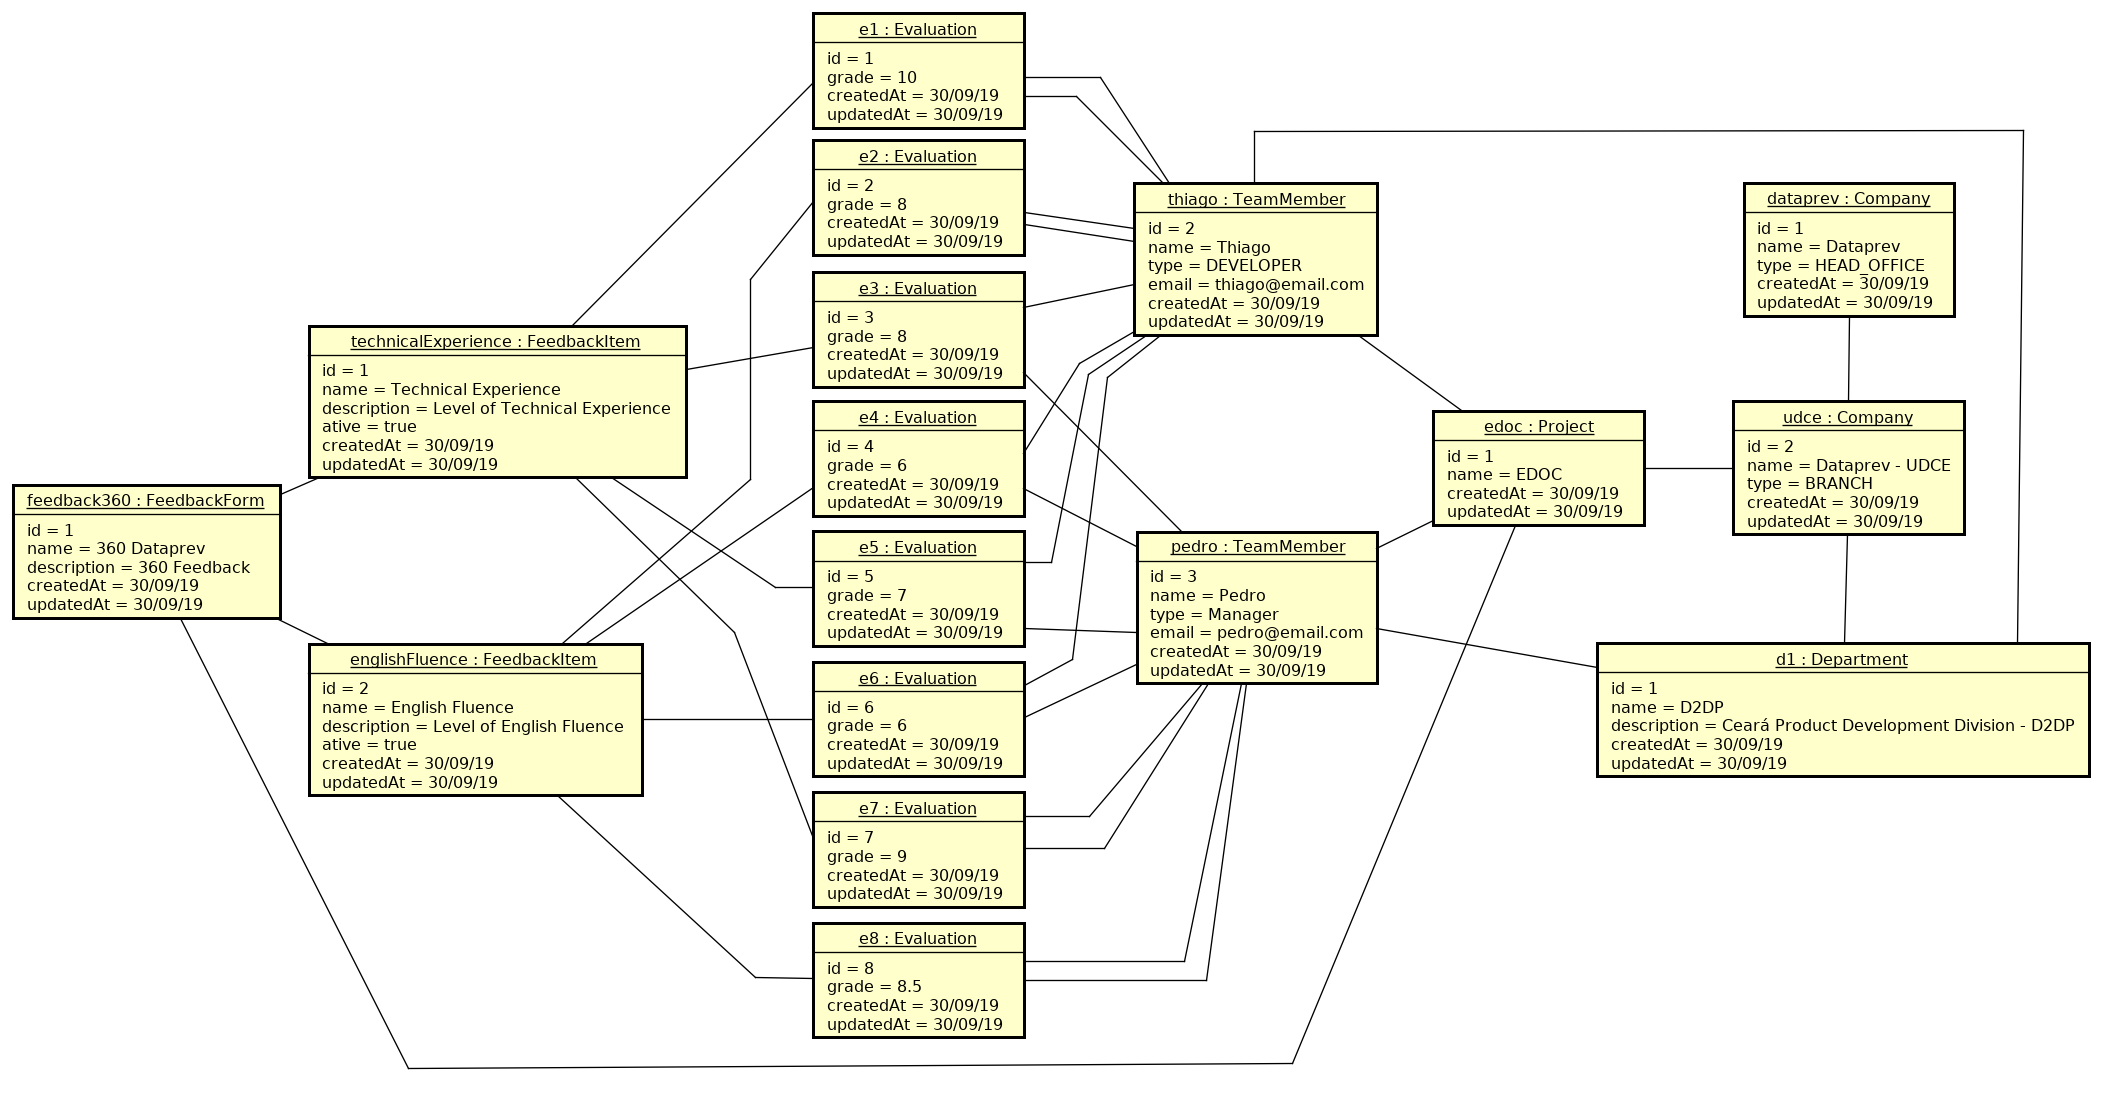 e1 : Evaluation
id = 1
grade = 10
createdAt = 30/09/19
updatedAt = 30/09/19
e2 : Evaluation
id = 2
grade = 8
createdAt = 30/09/19
updatedAt = 30/09/19
e3 : Evaluation
id = 3
grade = 8
createdAt = 30/09/19
updatedAt = 30/09/19
e4 : Evaluation
id = 4
grade = 6
createdAt = 30/09/19
updatedAt = 30/09/19
e5 : Evaluation
id = 5
grade = 7
createdAt = 30/09/19
updatedAt = 30/09/19
e6 : Evaluation
id = 6
grade = 6
createdAt = 30/09/19
updatedAt = 30/09/19
e7 : Evaluation
id = 7
grade = 9
createdAt = 30/09/19
updatedAt = 30/09/19
e8 : Evaluation
id = 8
grade = 8.5
createdAt = 30/09/19
updatedAt = 30/09/19
technicalExperience : FeedbackItem
id = 1
name = Technical Experience
description = Level of Technical Experience
ative = true
createdAt = 30/09/19
updatedAt = 30/09/19
feedback360 : FeedbackForm
id = 1
name = 360 Dataprev
description = 360 Feedback
createdAt = 30/09/19
updatedAt = 30/09/19
englishFluence : FeedbackItem
id = 2
name = English Fluence
description = Level of English Fluence
ative = true
createdAt = 30/09/19
updatedAt = 30/09/19
thiago : TeamMember
id = 2
name = Thiago
type = DEVELOPER
email = thiago@email.com
createdAt = 30/09/19
updatedAt = 30/09/19
pedro : TeamMember
id = 3
name = Pedro
type = Manager
email = pedro@email.com
createdAt = 30/09/19
updatedAt = 30/09/19
edoc : Project
id = 1
name = EDOC
createdAt = 30/09/19
updatedAt = 30/09/19
dataprev : Company
id = 1
name = Dataprev
type = HEAD_OFFICE
createdAt = 30/09/19
updatedAt = 30/09/19
udce : Company
id = 2
name = Dataprev - UDCE
type = BRANCH
createdAt = 30/09/19
updatedAt = 30/09/19
d1 : Department
id = 1
name = D2DP
description = Ceará Product Development Division - D2DP
createdAt = 30/09/19
updatedAt = 30/09/19